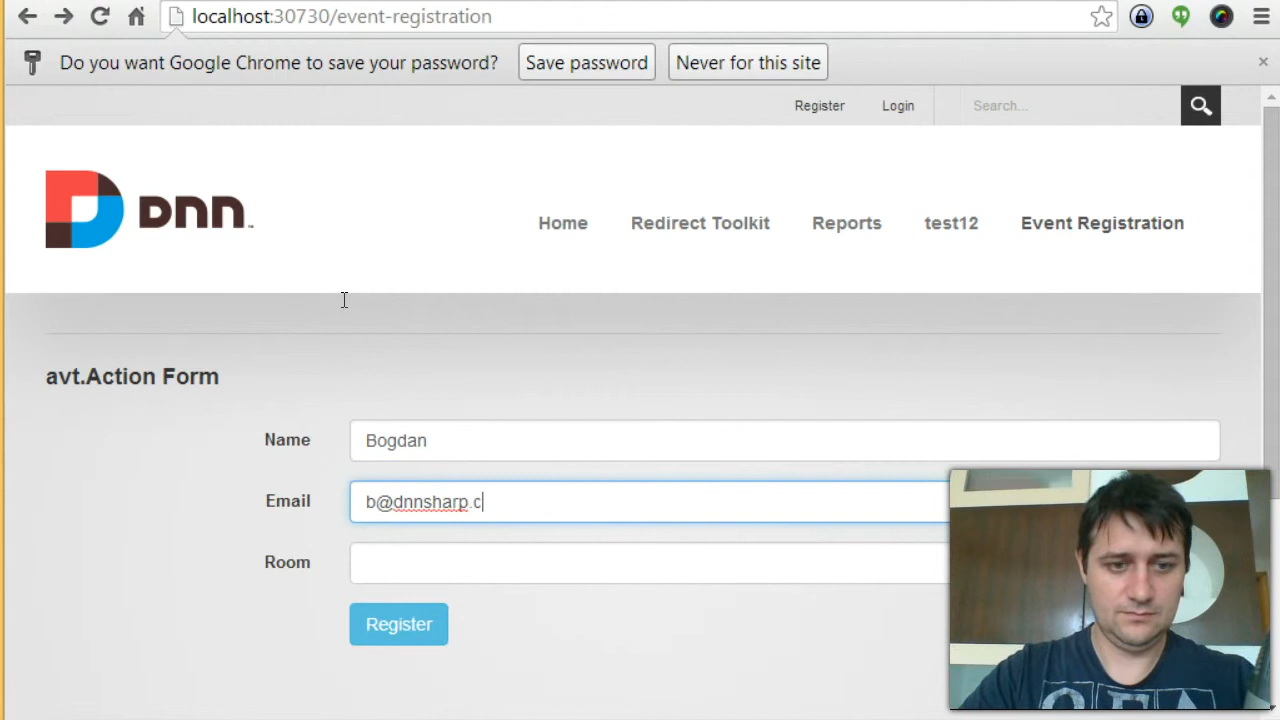 localhost:30730/event-registration
Do you want Google Chrome to save your password? Save password Never for this site ×
Register Login Search...
DNN™
Home Redirect Toolkit Reports test12 Event Registration
avt.Action Form
Name Bogdan
Email b@dnnsharp.c
Room
Register